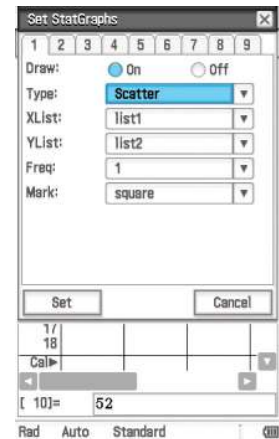 Set StatGraphs
1 2 3 4 5 6 7 8 9
Draw: On Off
Type: Scatter
XList: list1
YList: list2
Freq: 1
Mark: square
Set Cancel
17
18
Cal▶
[ 10]= 52
Rad Auto Standard